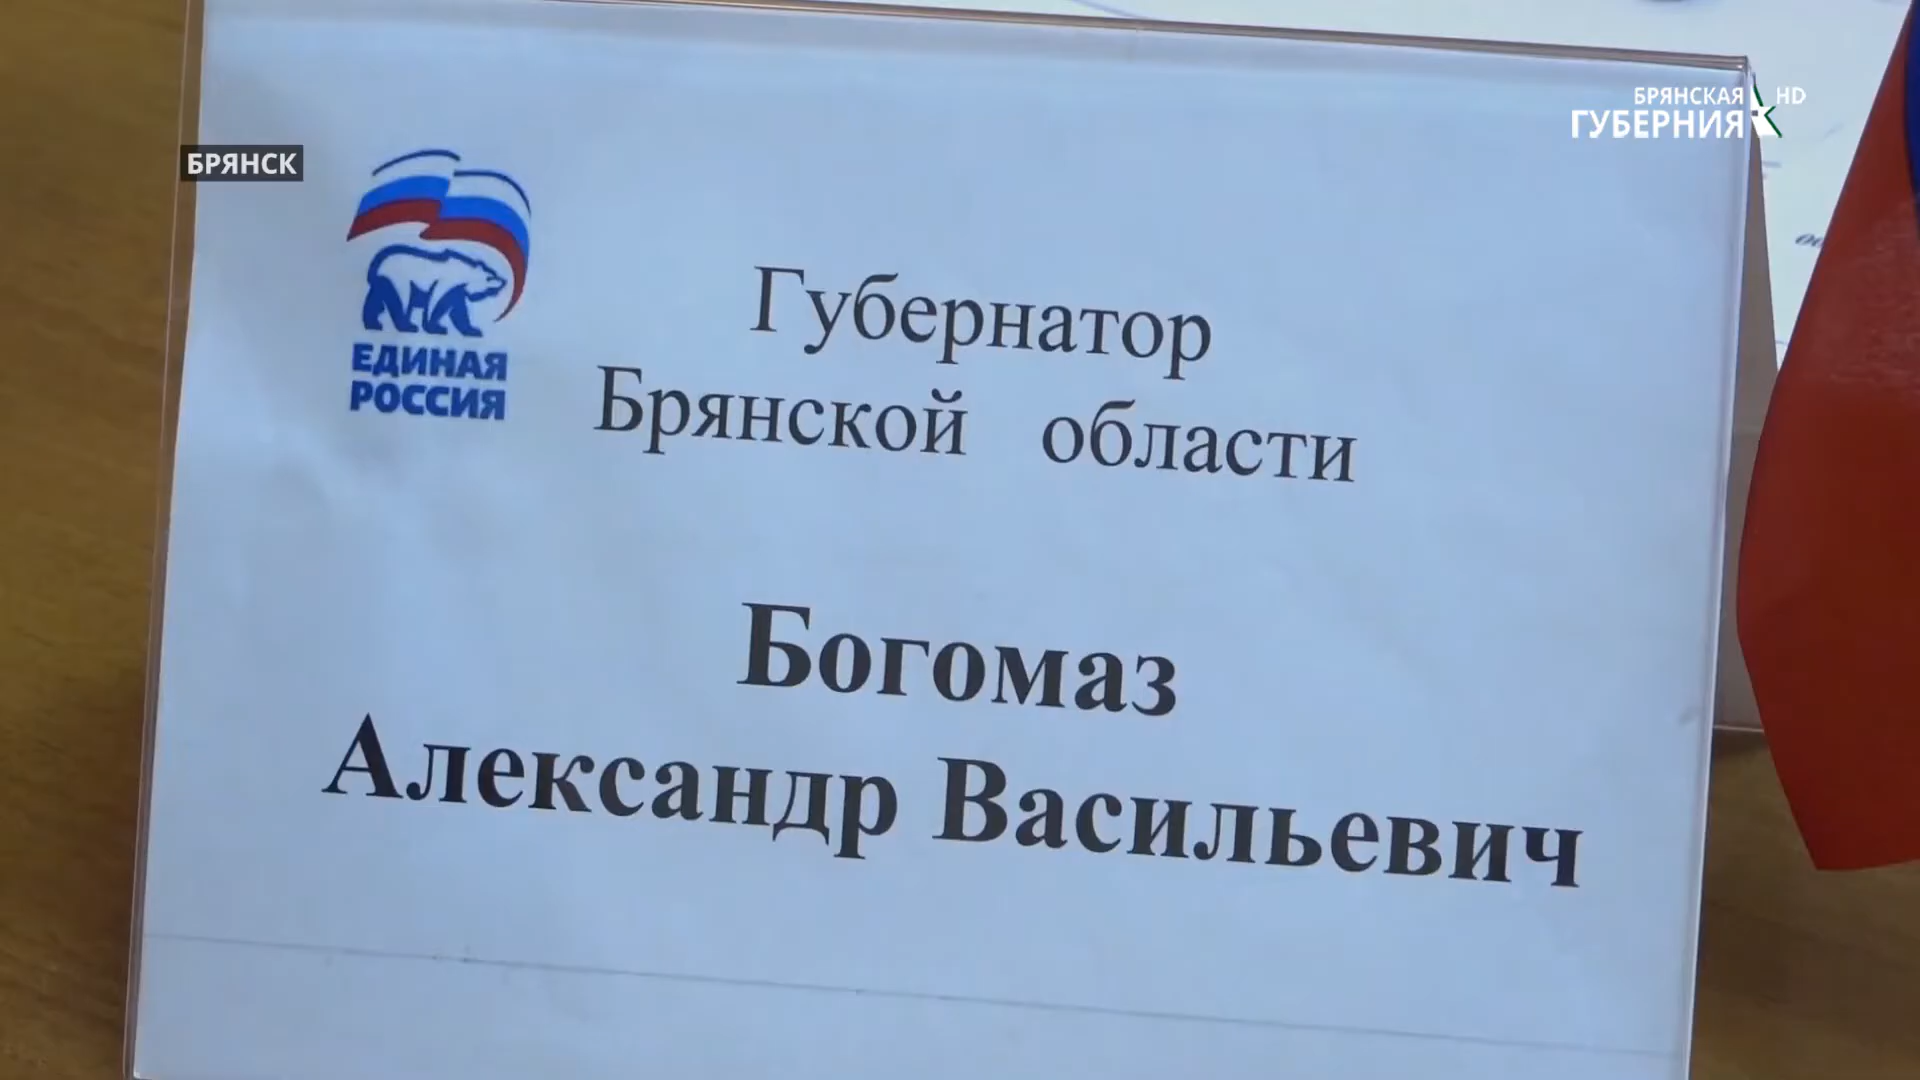 БРЯНСКАЯ HD
ГУБЕРНИЯ
БРЯНСК
ЕДИНАЯ
РОССИЯ
Губернатор
Брянской области
Богомаз
Александр Васильевич